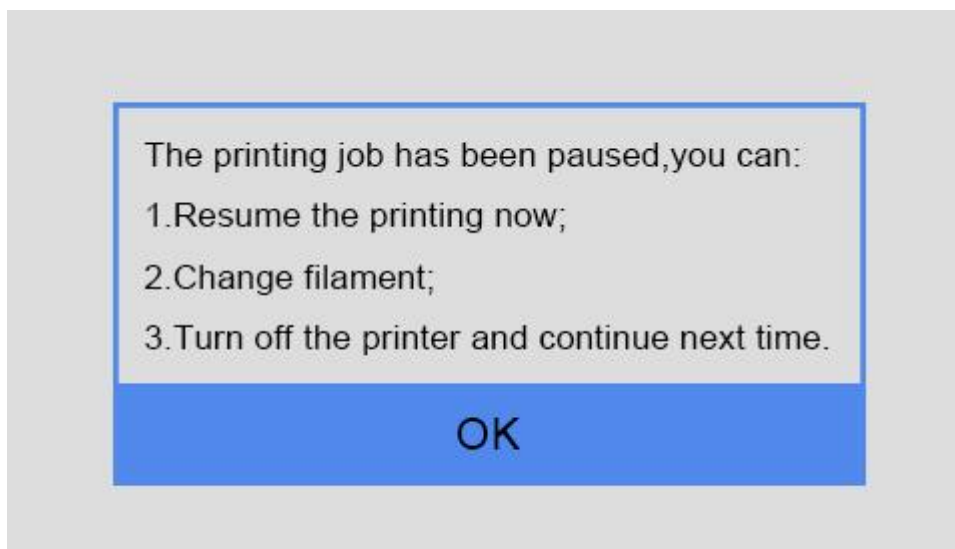 The printing job has been paused,you can:
1.Resume the printing now;
2.Change filament;
3.Turn off the printer and continue next time.
OK